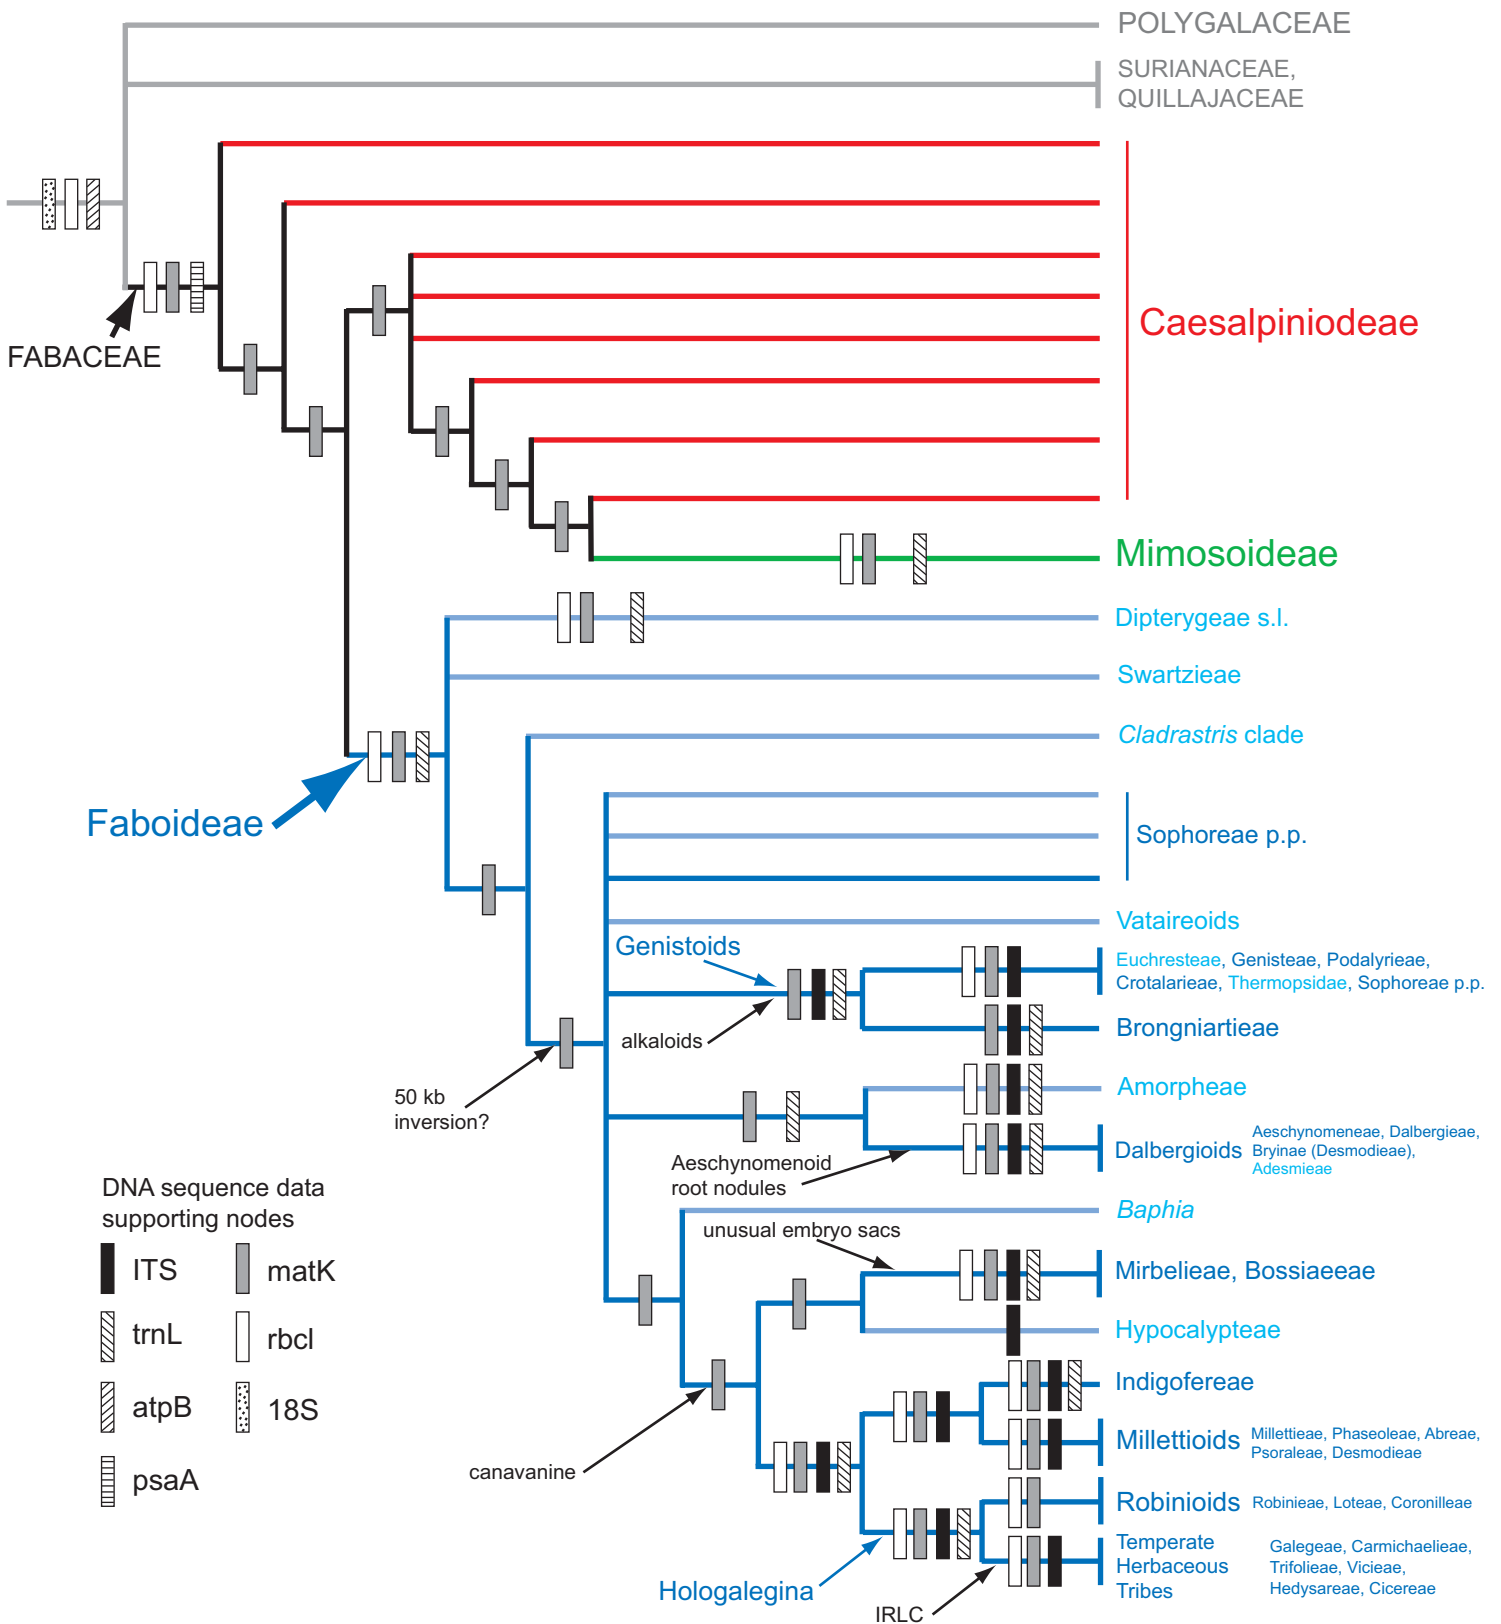 POLYGALACEAE
SURIANACEAE,
QUILLAJACEAE
FABACEAE
Caesalpiniodeae
Mimosoideae
Dipterygeae s.l.
Swartzieae
Cladrastris clade
Faboideae
Sophoreae p.p.
Vataireoids
Genistoids
Euchresteae, Genisteae, Podalyrieae,
Crotalarieae, Thermopsidae, Sophoreae p.p.
alkaloids
Brongniartieae
50 kb
inversion?
Amorpheae
Dalbergioids
Aeschynomeneae, Dalbergieae,
Bryinae (Desmodieae),
Adesmieae
Aeschynomenoid
root nodules
Baphia
unusual embryo sacs
Mirbelieae, Bossiaeeae
Hypocalypteae
Indigofereae
Millettioids
Millettieae, Phaseoleae, Abreae,
Psoraleae, Desmodieae
canavanine
Robinioids
Robinieae, Loteae, Coronilleae
Temperate
Herbaceous
Tribes
Galegeae, Carmichaelieae,
Trifolieae, Vicieae,
Hedysareae, Cicereae
Hologalegina
IRLC
DNA sequence data
supporting nodes
ITS
matK
trnL
rbcl
atpB
18S
psaA